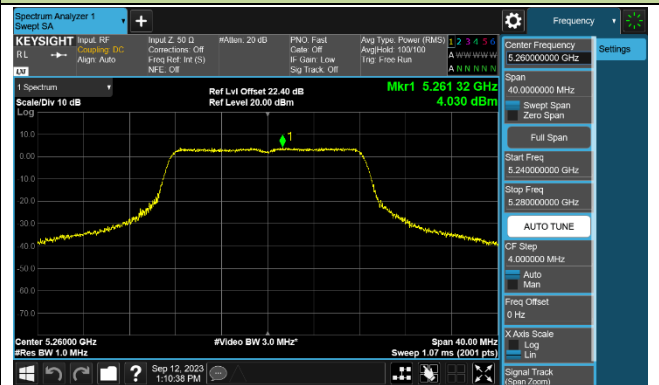 Spectrum Analyzer 1
Swept SA
Frequency
KEYSIGHT
RL
Input: RF
Coupling: DC
Align: Auto
Input Z: 50 Ω
Corrections: Off
Freq Ref: Int (S)
NFE: Off
#Atten: 20 dB
PNO: Fast
Gate: Off
IF Gain: Low
Sig Track: Off
Avg Type: Power (RMS)
Avg|Hold: 100/100
Trig: Free Run
1 2 3 4 5 6
A W W W W W
A N N N N N
LXI
1 Spectrum
Scale/Div 10 dB
Log
Ref Lvl Offset 22.40 dB
Ref Level 20.00 dBm
Mkr1 5.261 32 GHz
4.030 dBm
1
10.0
0.00
-10.0
-20.0
-30.0
-40.0
-50.0
-60.0
-70.0
Center 5.26000 GHz
#Res BW 1.0 MHz
#Video BW 3.0 MHz*
Span 40.00 MHz
Sweep 1.07 ms (2001 pts)
Sep 12, 2023
1:10:38 PM
Center Frequency
5.260000000 GHz
Settings
Span
40.0000000 MHz
Swept Span
Zero Span
Full Span
Start Freq
5.240000000 GHz
Stop Freq
5.280000000 GHz
AUTO TUNE
CF Step
4.000000 MHz
Auto
Man
Freq Offset
0 Hz
X Axis Scale
Log
Lin
Signal Track
(Span Zoom)